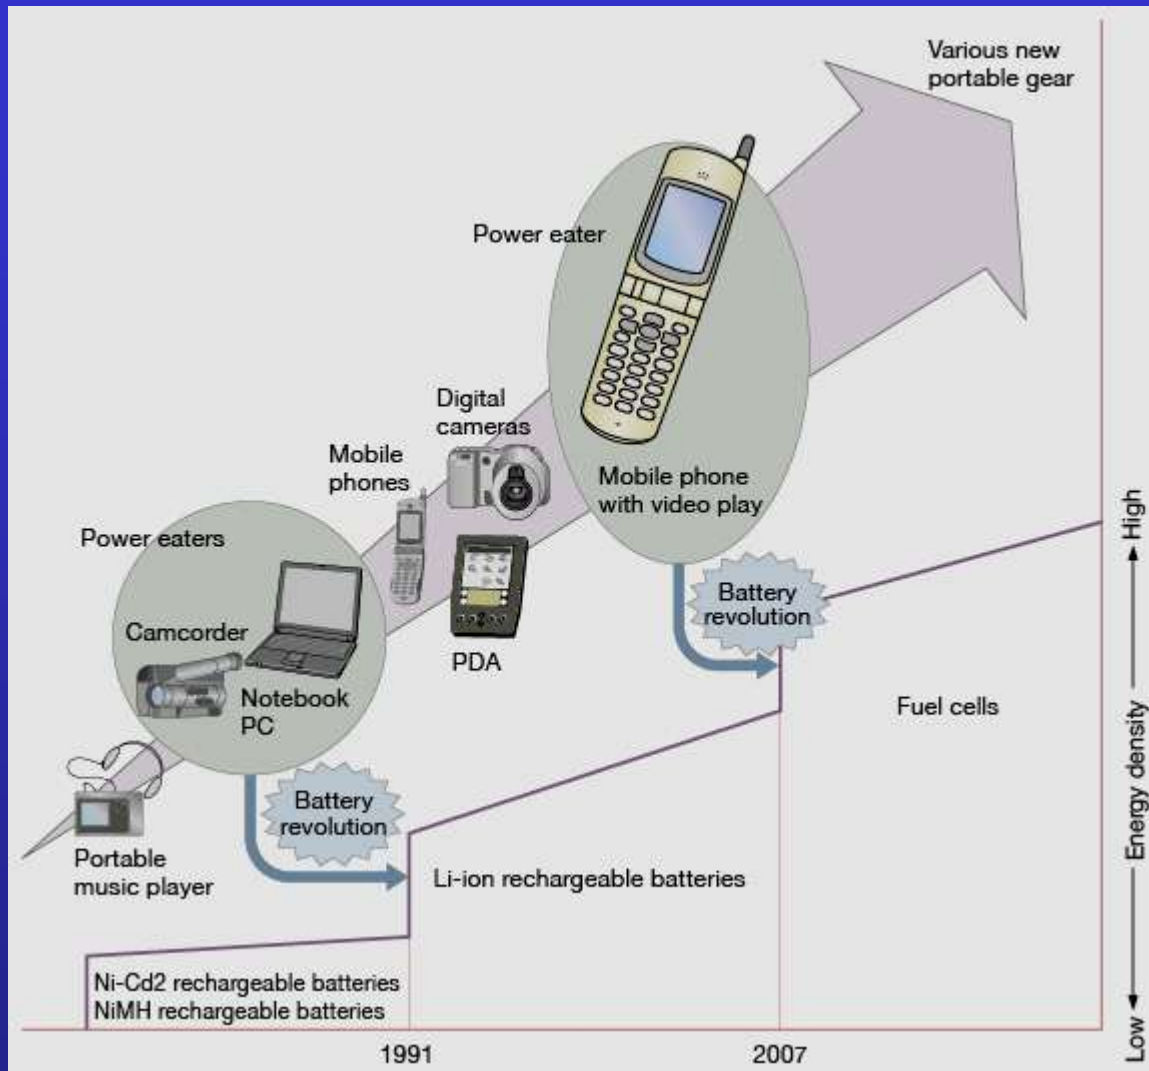 Various new
portable gear
Power eater
Digital
cameras
Mobile
phones
Mobile phone
with video play
Power eaters
Camcorder
Notebook
PC
PDA
Battery
revolution
Fuel cells
Battery
revolution
Portable
music player
Li-ion rechargeable batteries
Ni-Cd2 rechargeable batteries
NiMH rechargeable batteries
1991
2007
High
Energy density
Low